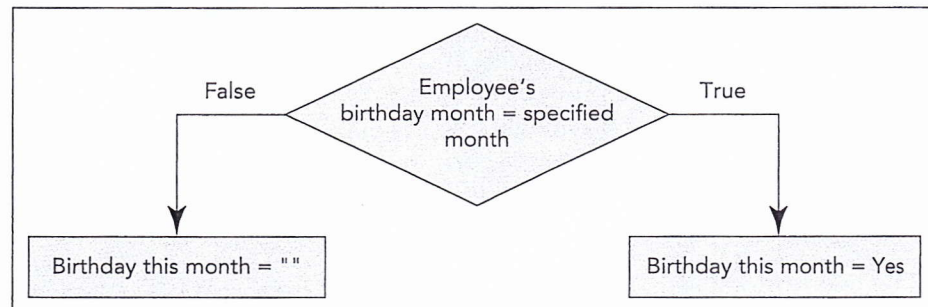 Employee's
False
birthday month = specified
True
month
Birthday this month = " "
Birthday this month = Yes